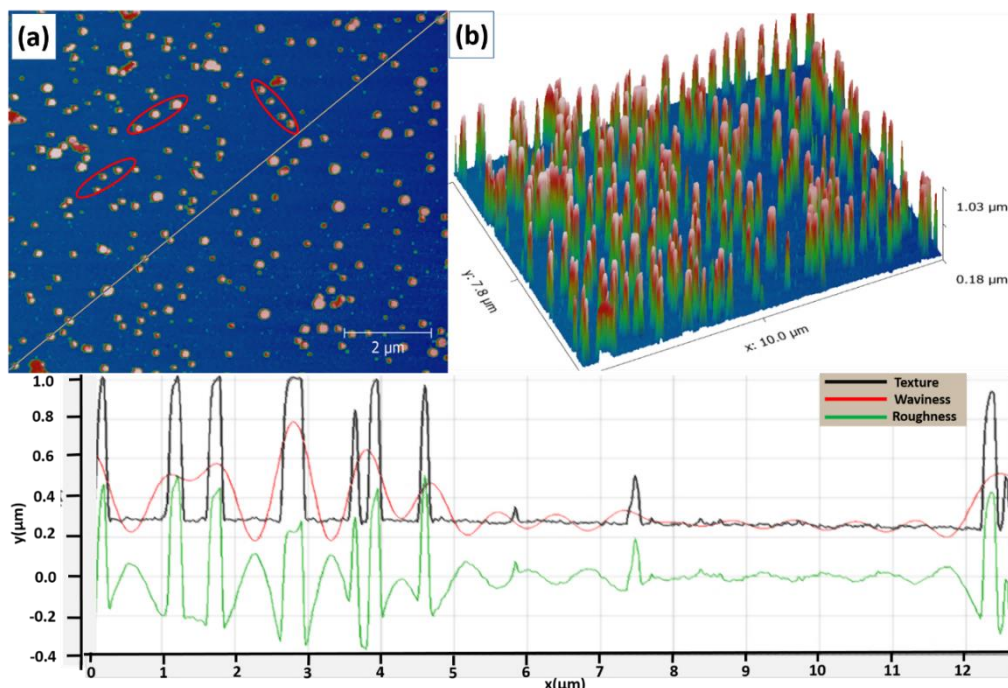 (a)
2 μm
(b)
1.03 μm
0.18 μm
y: 7.8 μm
x: 10.0 μm
Texture
Waviness
Roughness
y(μm)
1.0
0.8
0.6
0.4
0.2
0.0
-0.2
-0.4
0 1 2 3 4 5 6 7 8 9 10 11 12
x(μm)